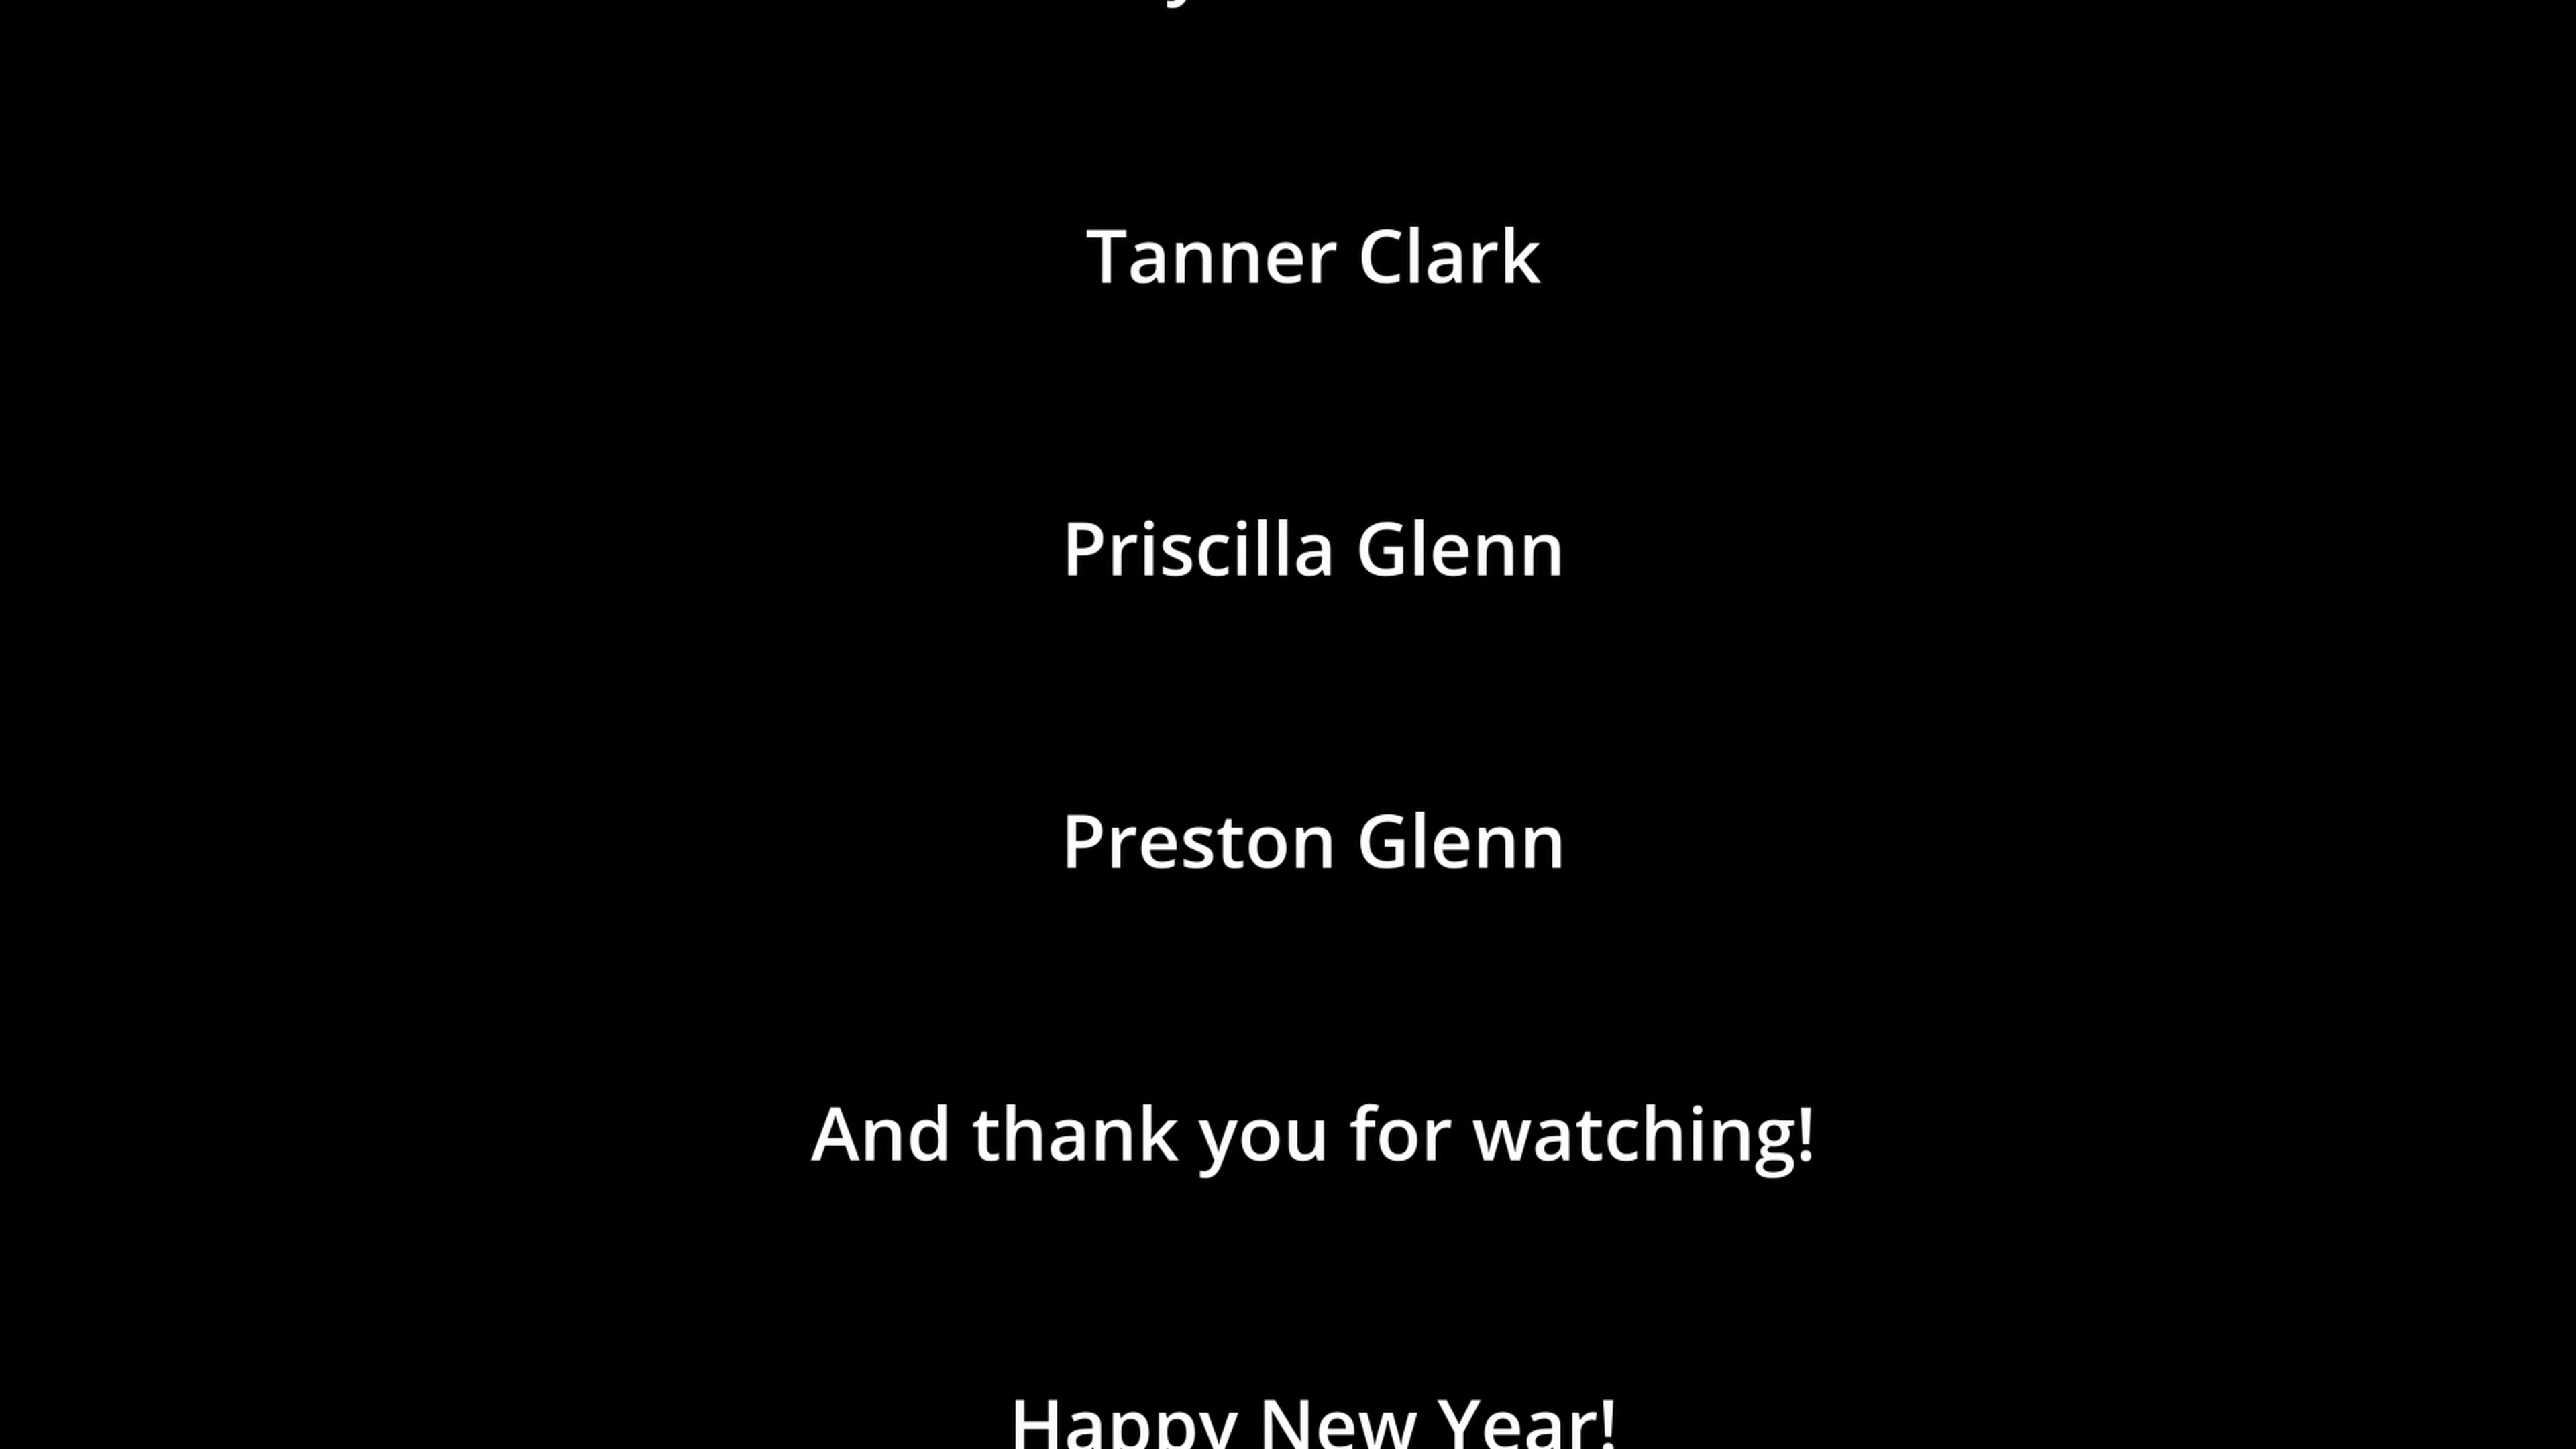 Tanner Clark
Priscilla Glenn
Preston Glenn
And thank you for watching!
Happy New Year!